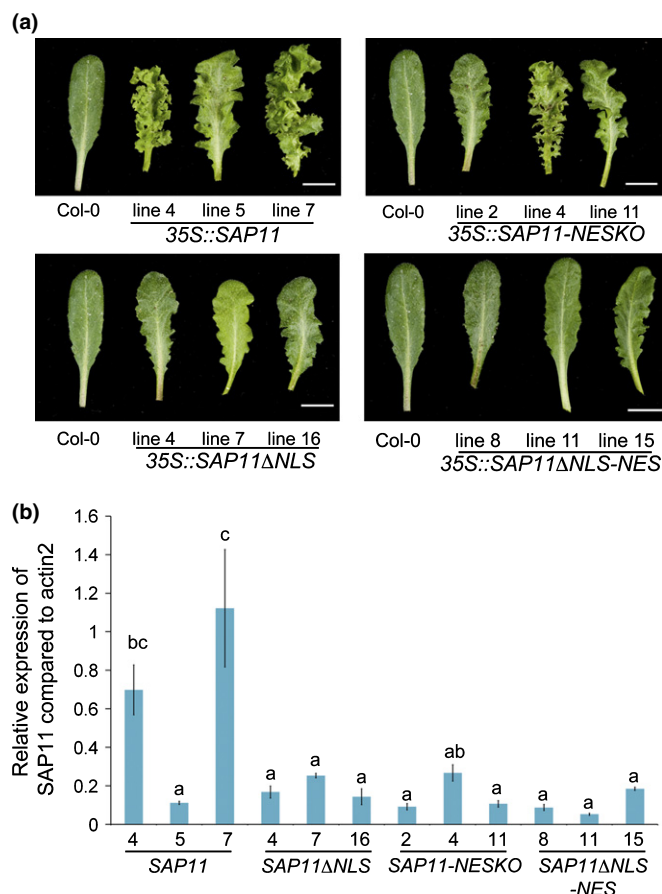 (a)
Col-0 line 4 line 5 line 7
35S::SAP11
Col-0 line 2 line 4 line 11
35S::SAP11-NESKO
Col-0 line 4 line 7 line 16
35S::SAP11ΔNLS
Col-0 line 8 line 11 line 15
35S::SAP11ΔNLS-NES
(b)
Relative expression of
SAP11 compared to actin2
1.6
1.4
1.2
1
0.8
0.6
0.4
0.2
0
bc a c a a a a ab a a a a
4 5 7 4 7 16 2 4 11 8 11 15
SAP11 SAP11ΔNLS SAP11-NESKO SAP11ΔNLS
-NES